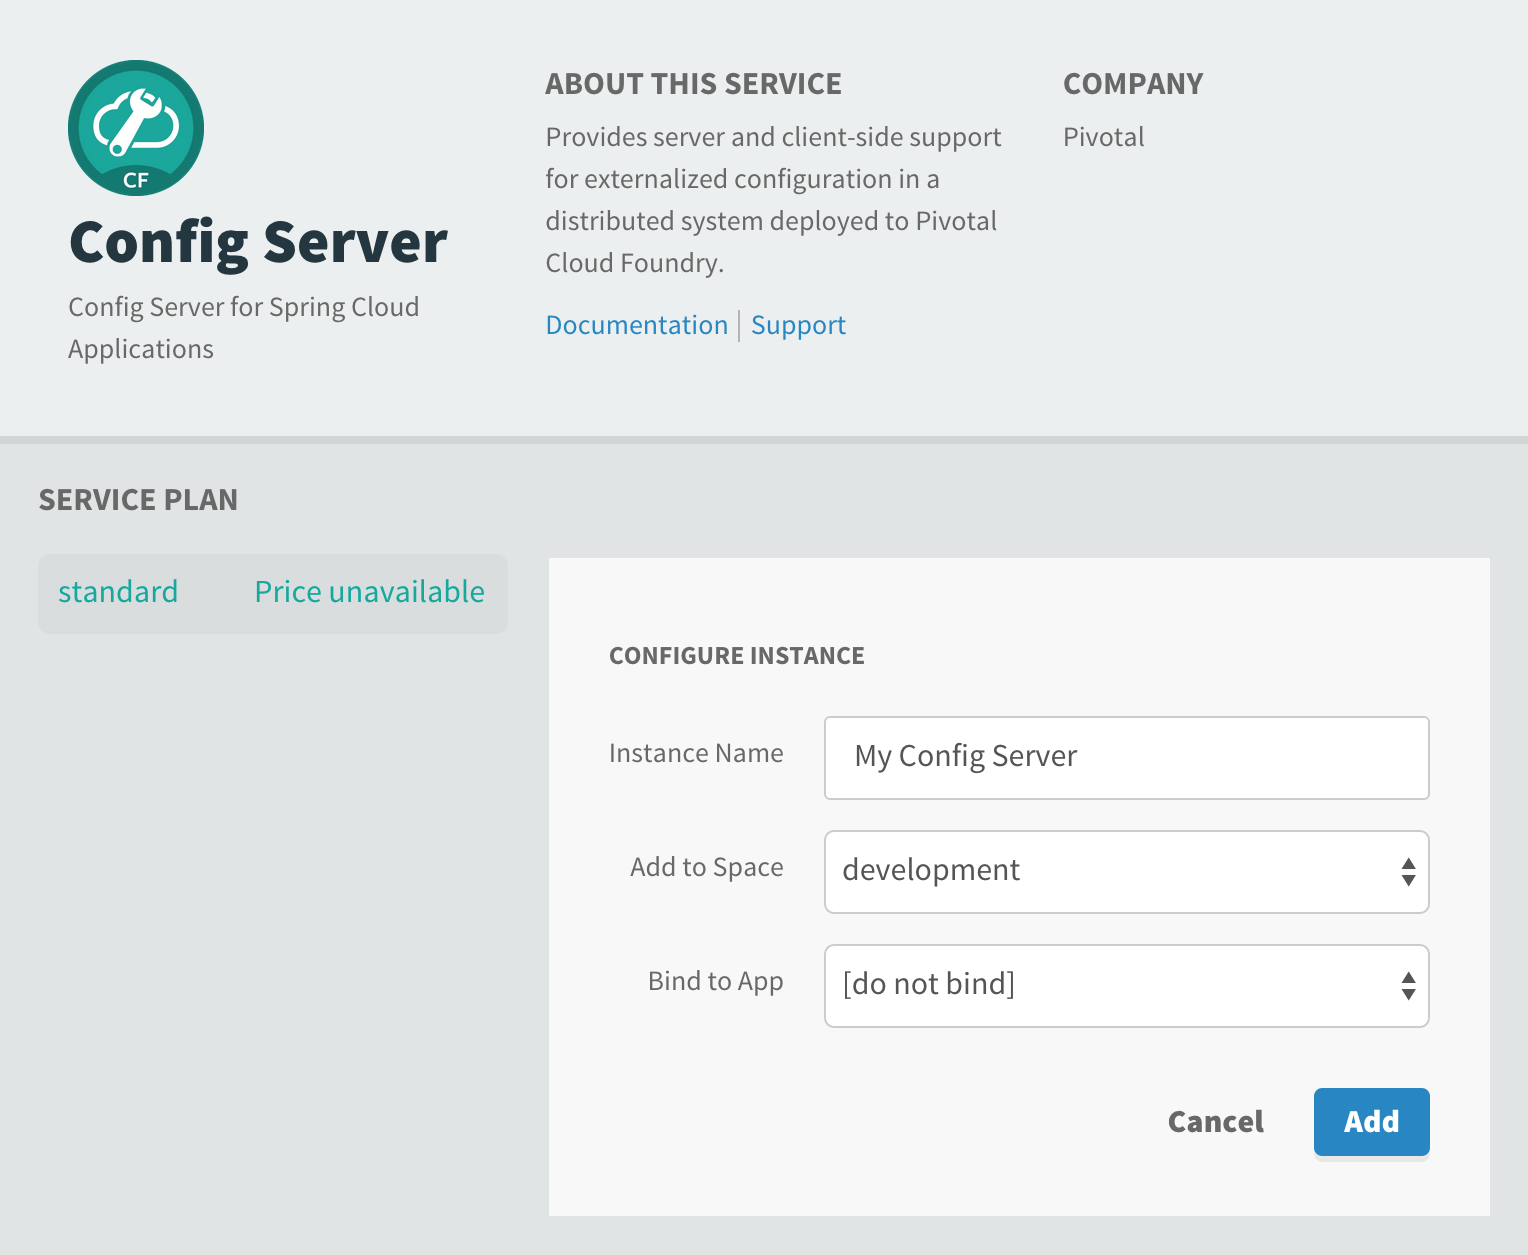 CF
Config Server
Config Server for Spring Cloud
Applications
ABOUT THIS SERVICE
Provides server and client-side support
for externalized configuration in a
distributed system deployed to Pivotal
Cloud Foundry.
Documentation | Support
COMPANY
Pivotal
SERVICE PLAN
standard Price unavailable
CONFIGURE INSTANCE
Instance Name My Config Server
Add to Space development
Bind to App [do not bind]
Cancel Add